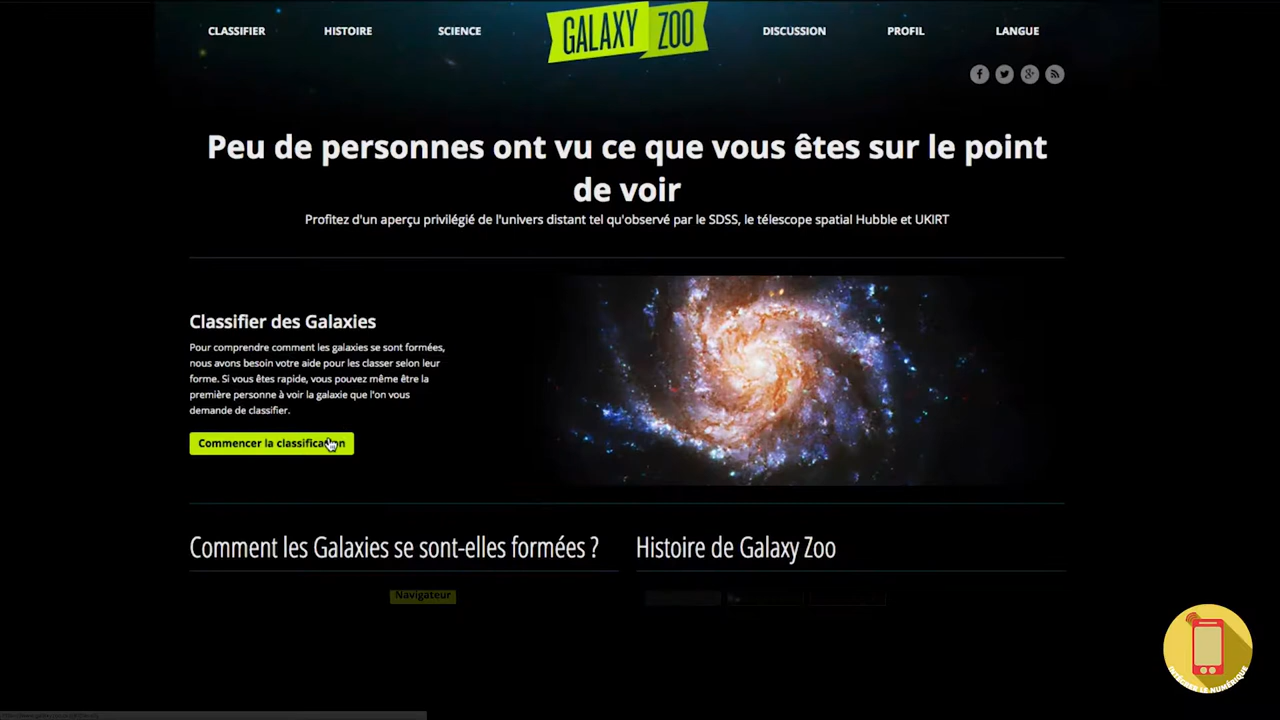 CLASSIFIER
HISTOIRE
SCIENCE
GALAXY ZOO
DISCUSSION
PROFIL
LANGUE
Peu de personnes ont vu ce que vous êtes sur le point
de voir
Profitez d'un aperçu privilégié de l'univers distant tel qu'observé par le SDSS, le télescope spatial Hubble et UKIRT
Classifier des Galaxies
Pour comprendre comment les galaxies se sont formées,
nous avons besoin votre aide pour les classer selon leur
forme. Si vous êtes rapide, vous pouvez même être la
première personne à voir la galaxie que l'on vous
demande de classifier.
Commencer la classification
Comment les Galaxies se sont-elles formées ?
Histoire de Galaxy Zoo
Navigateur
LE NUMÉRIQUE